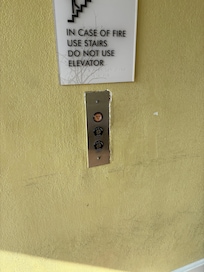 IN CASE OF FIRE
USE STAIRS
DO NOT USE
ELEVATOR